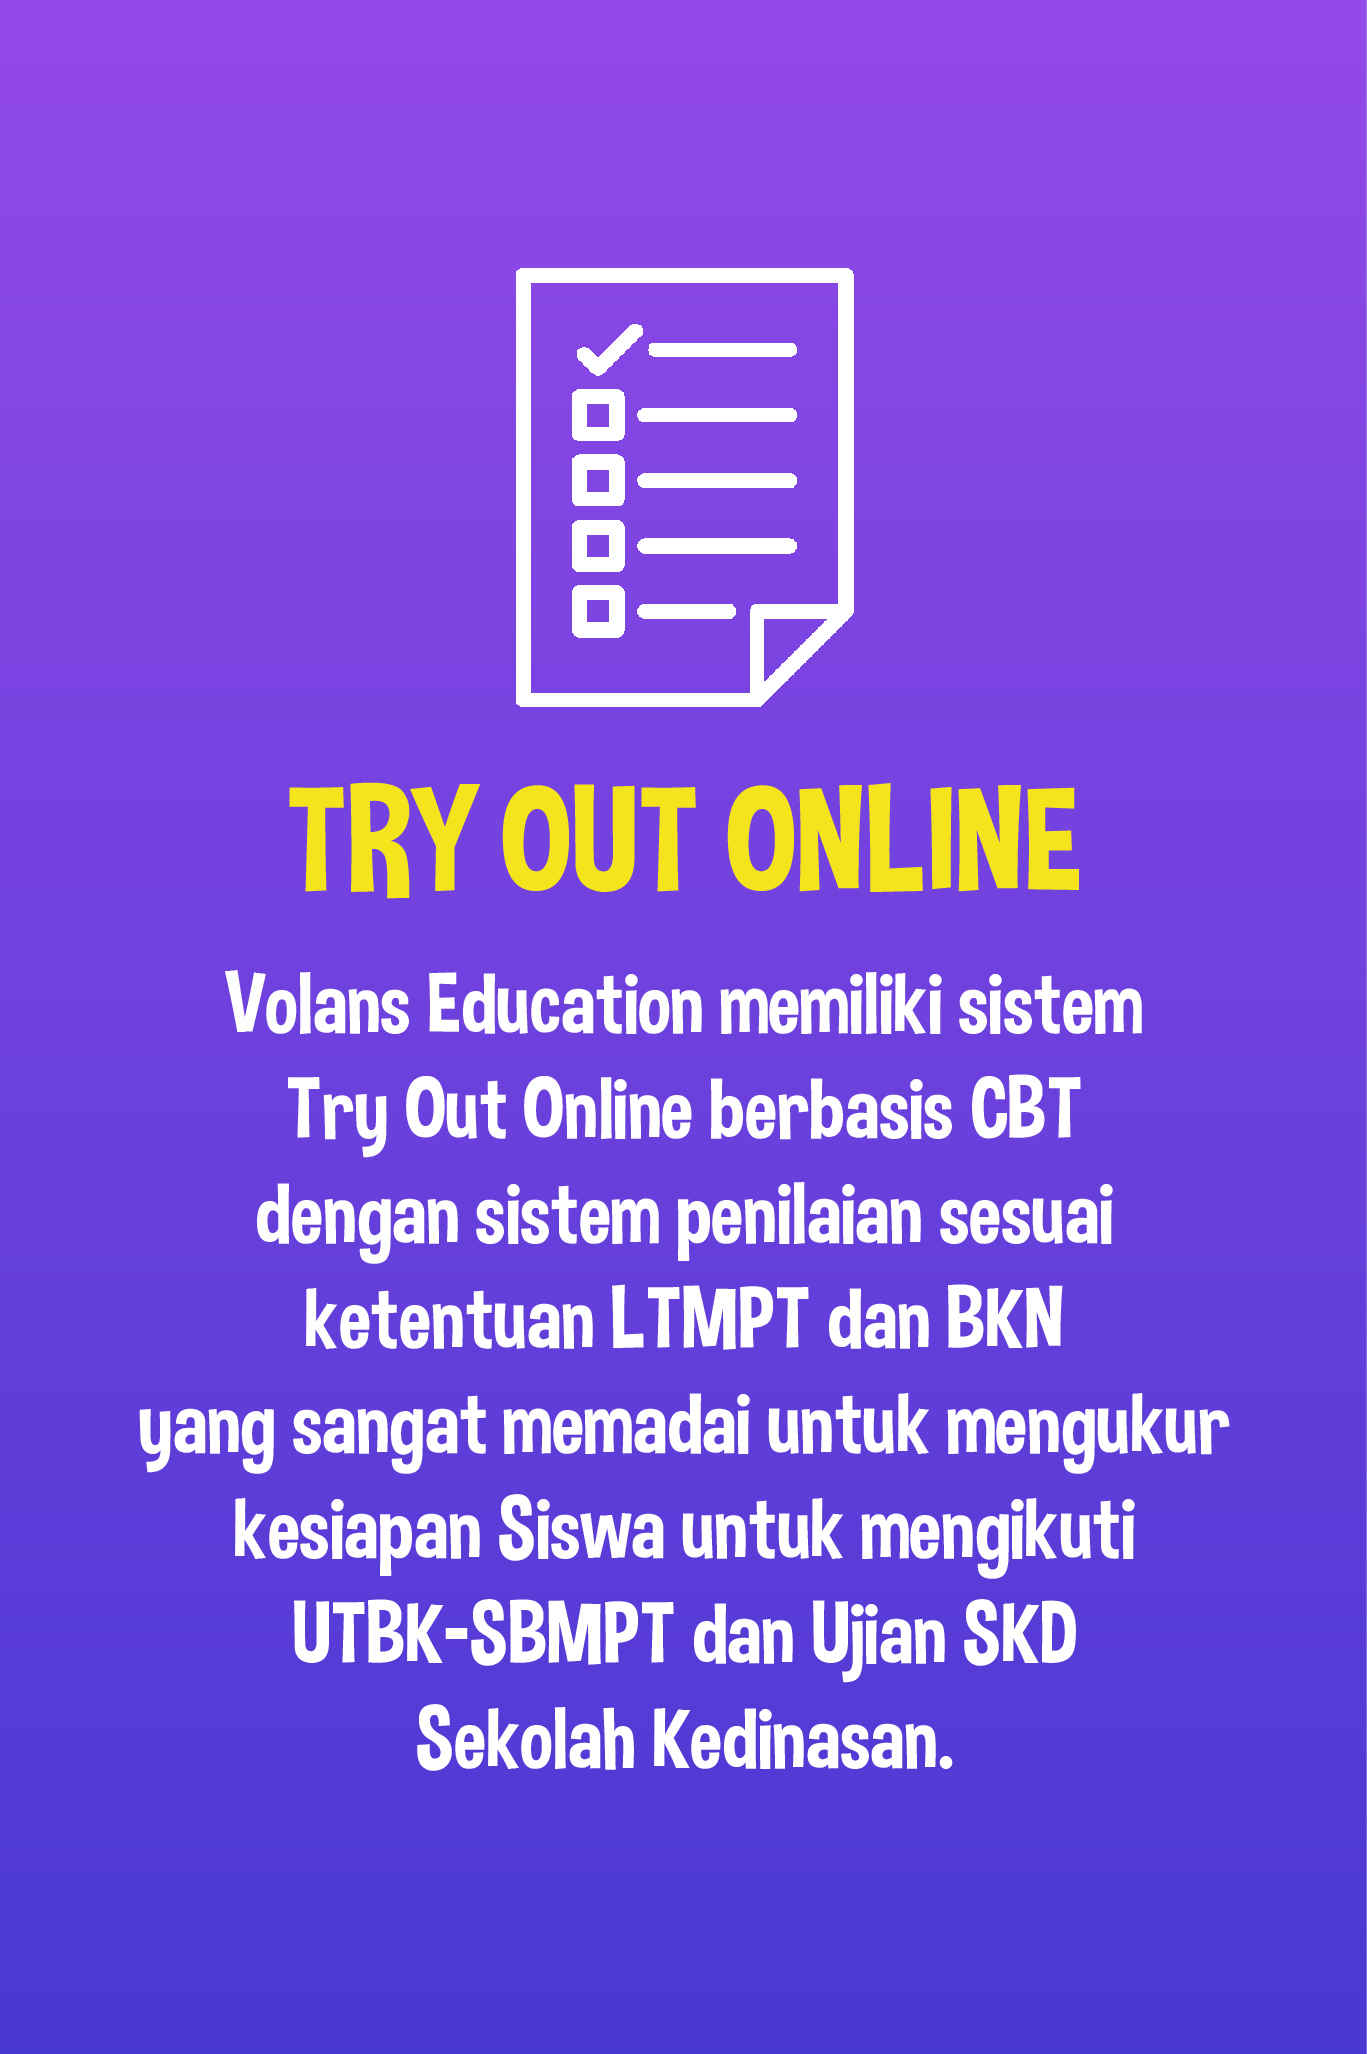 TRY OUT ONLINE
Volans Education memiliki sistem
Try Out Online berbasis CBT
dengan sistem penilaian sesuai
ketentuan LTMPT dan BKN
yang sangat memadai untuk mengukur
kesiapan Siswa untuk mengikuti
UTBK-SBMPT dan Ujian SKD
Sekolah Kedinasan.